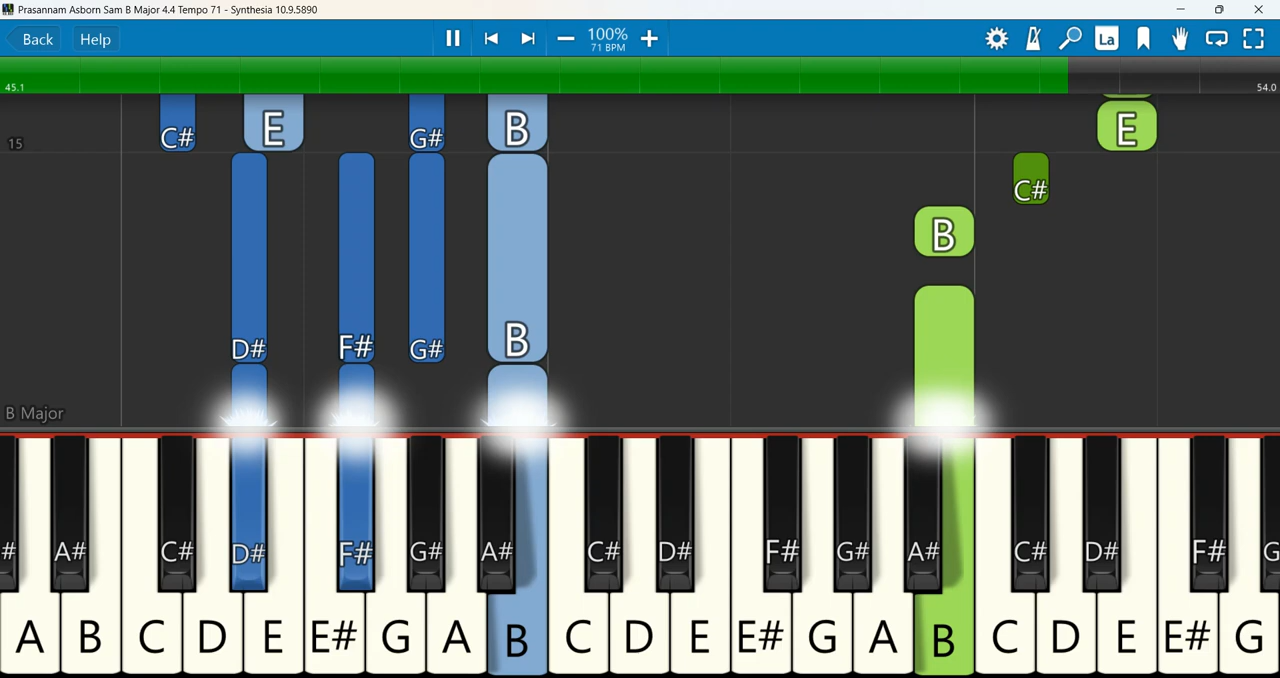 Prasannam Asborn Sam B Major 4.4 Tempo 71 - Synthesia 10.9.5890
Back Help 100% La
71 BPM
45.1 54.0
C# E G# B E
15
C#
B
D# F# G# B
B Major
# A# C# D# F# G# A# C# D# F# G# A# C# D# F# G
A B C D E E# G A B C D E E# G A B C D E E# G